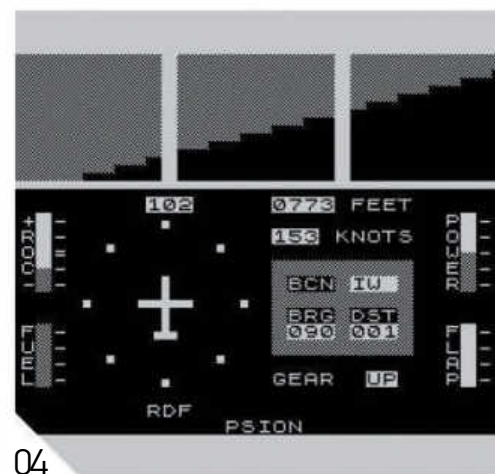 102 0773 FEET
153 KNOTS
+ROC-
POWER
BCN IW
BRG DST
090 001
FUEL
FLAP
GEAR UP
RDF
PSION
04